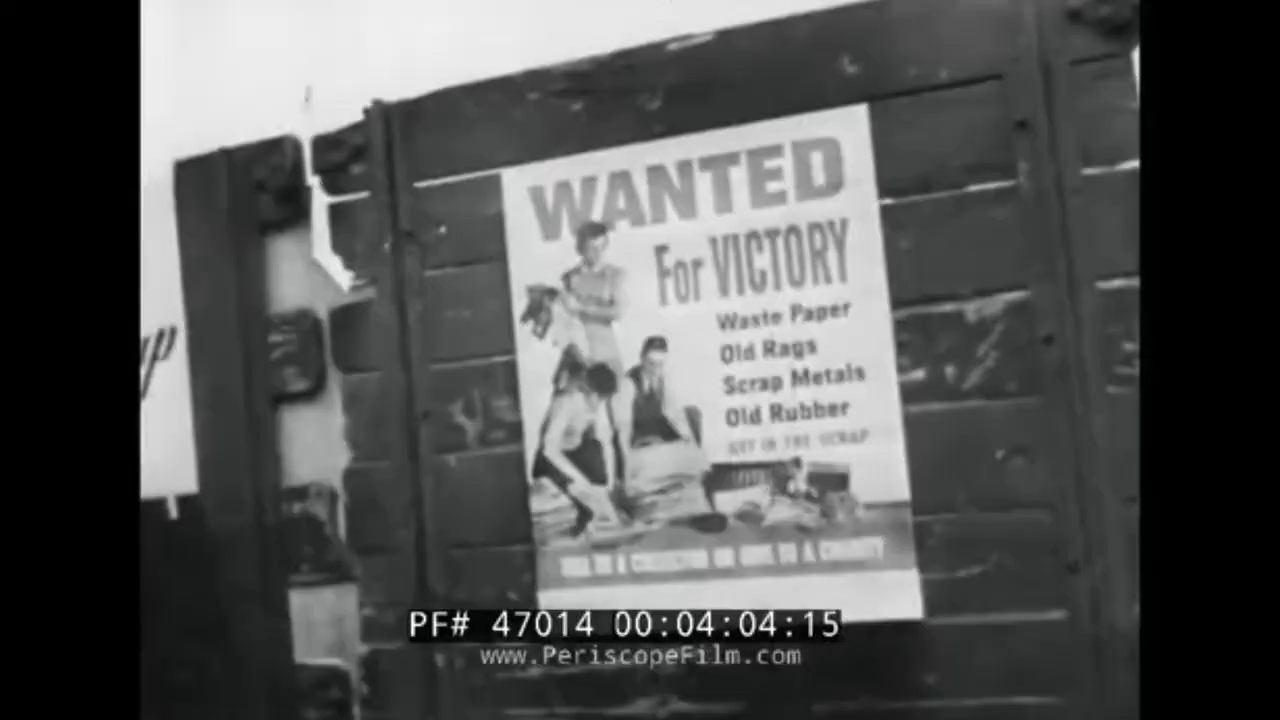 WANTED
For VICTORY
Waste Paper
Old Rags
Scrap Metals
Old Rubber
GET IN THE SCRAP
PF# 47014 00:04:04:15
www.PeriscopeFilm.com